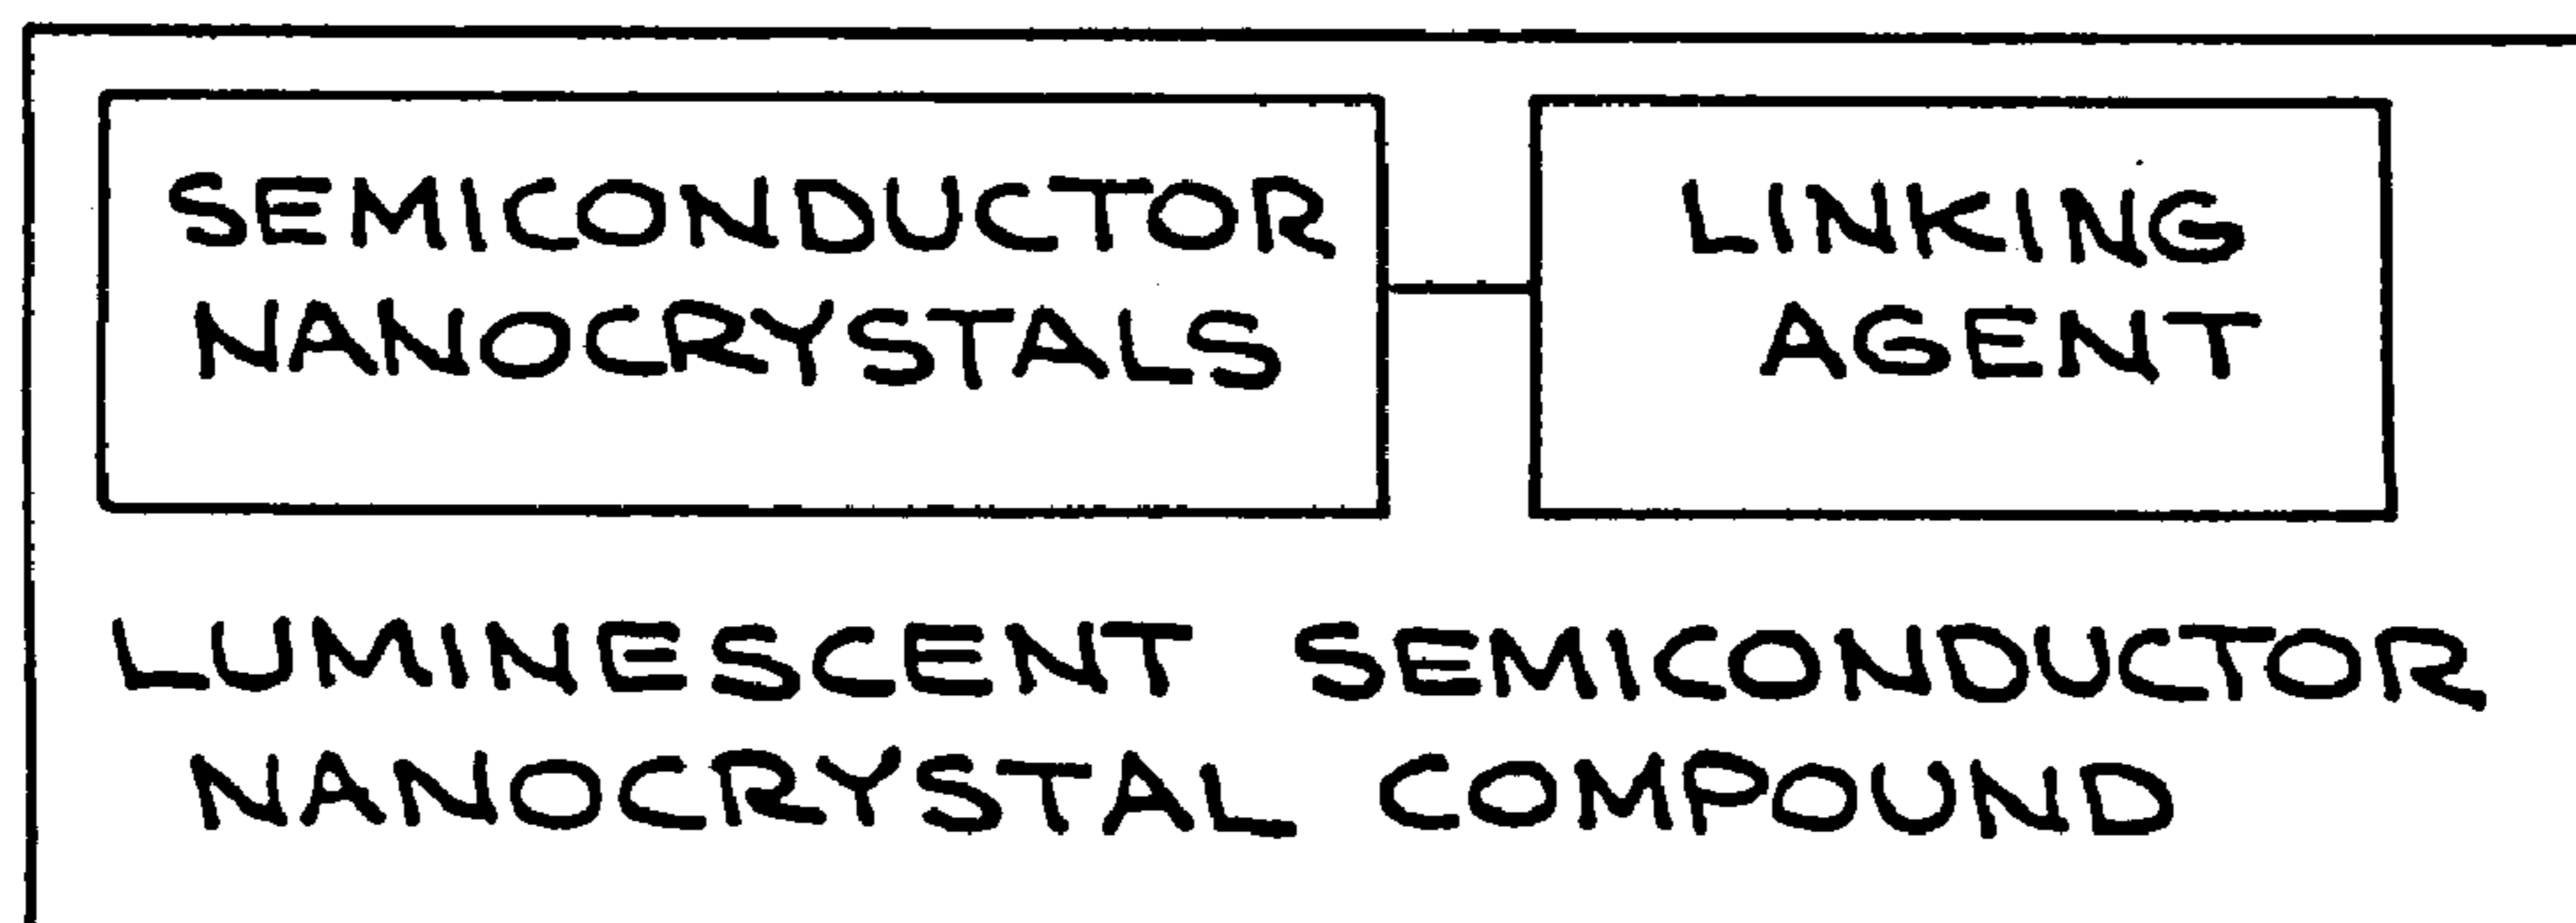 SEMICONDUCTOR
NANOCRYSTALS
LINKING
AGENT
LUMINESCENT SEMICONDUCTOR
NANOCRYSTAL COMPOUND